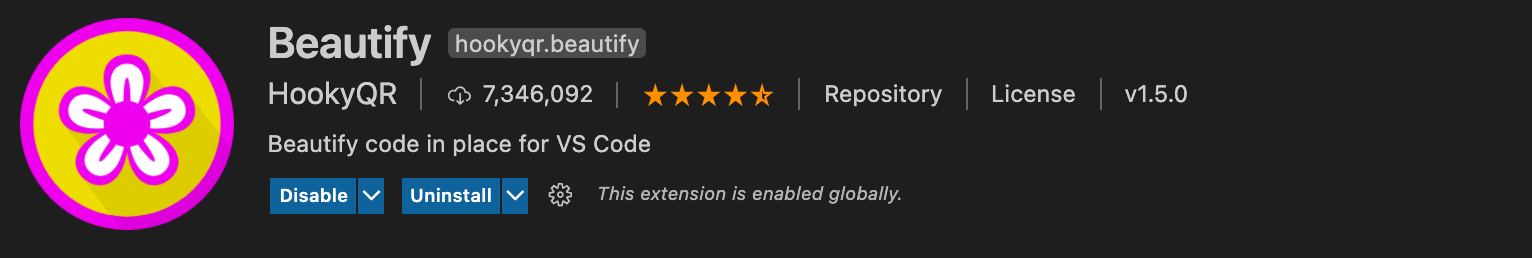 Beautify hookyqr.beautify
HookyQR 7,346,092 Repository License v1.5.0
Beautify code in place for VS Code
Disable Uninstall This extension is enabled globally.